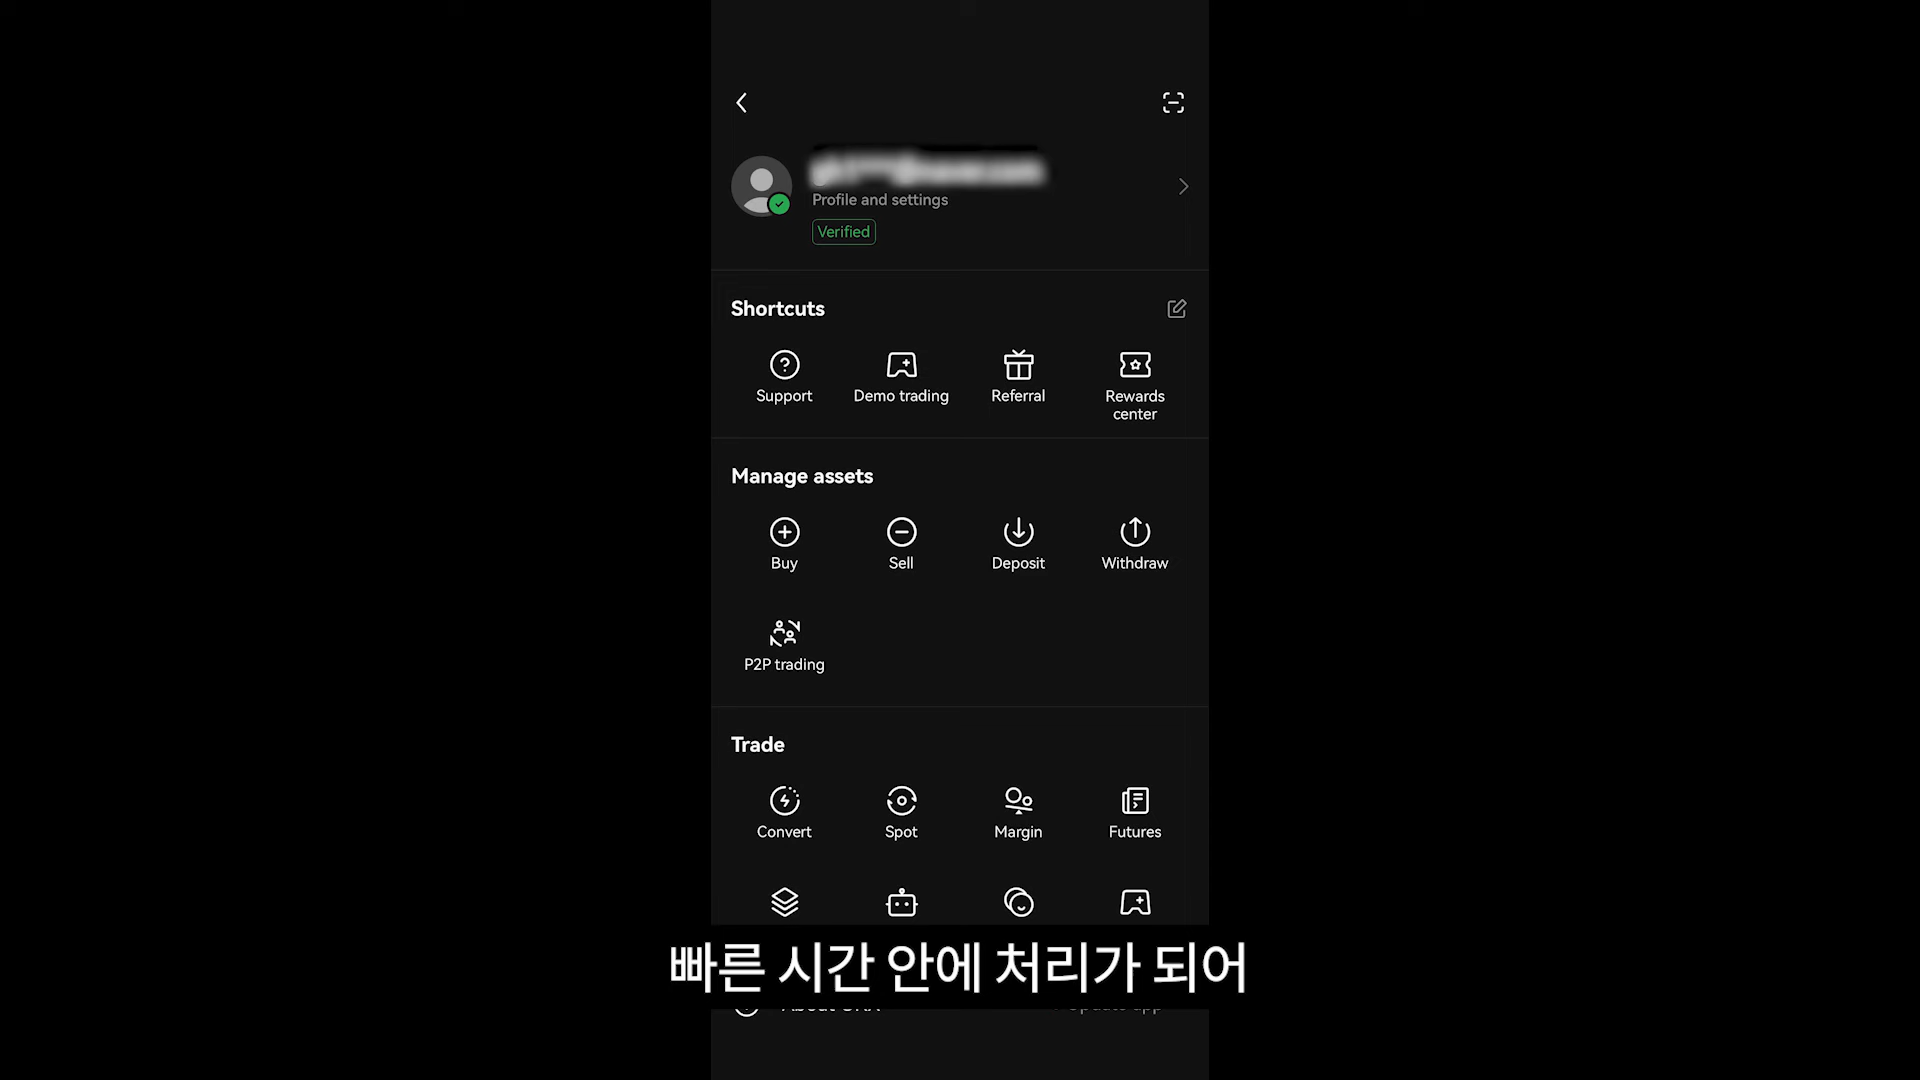 Profile and settings
Verified
Shortcuts
Support
Demo trading
Referral
Rewards
center
Manage assets
Buy
Sell
Deposit
Withdraw
P2P trading
Trade
Convert
Spot
Margin
Futures
빠른 시간 안에 처리가 되어